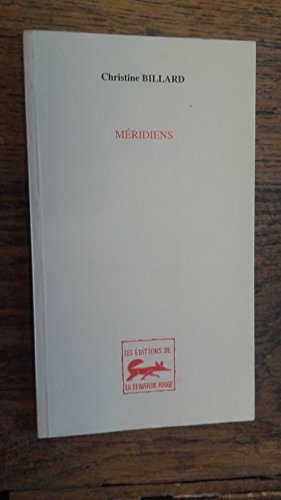 Christine BILLARD
MÉRIDIENS
LES ÉDITIONS DE
LA RENARDE ROUGE